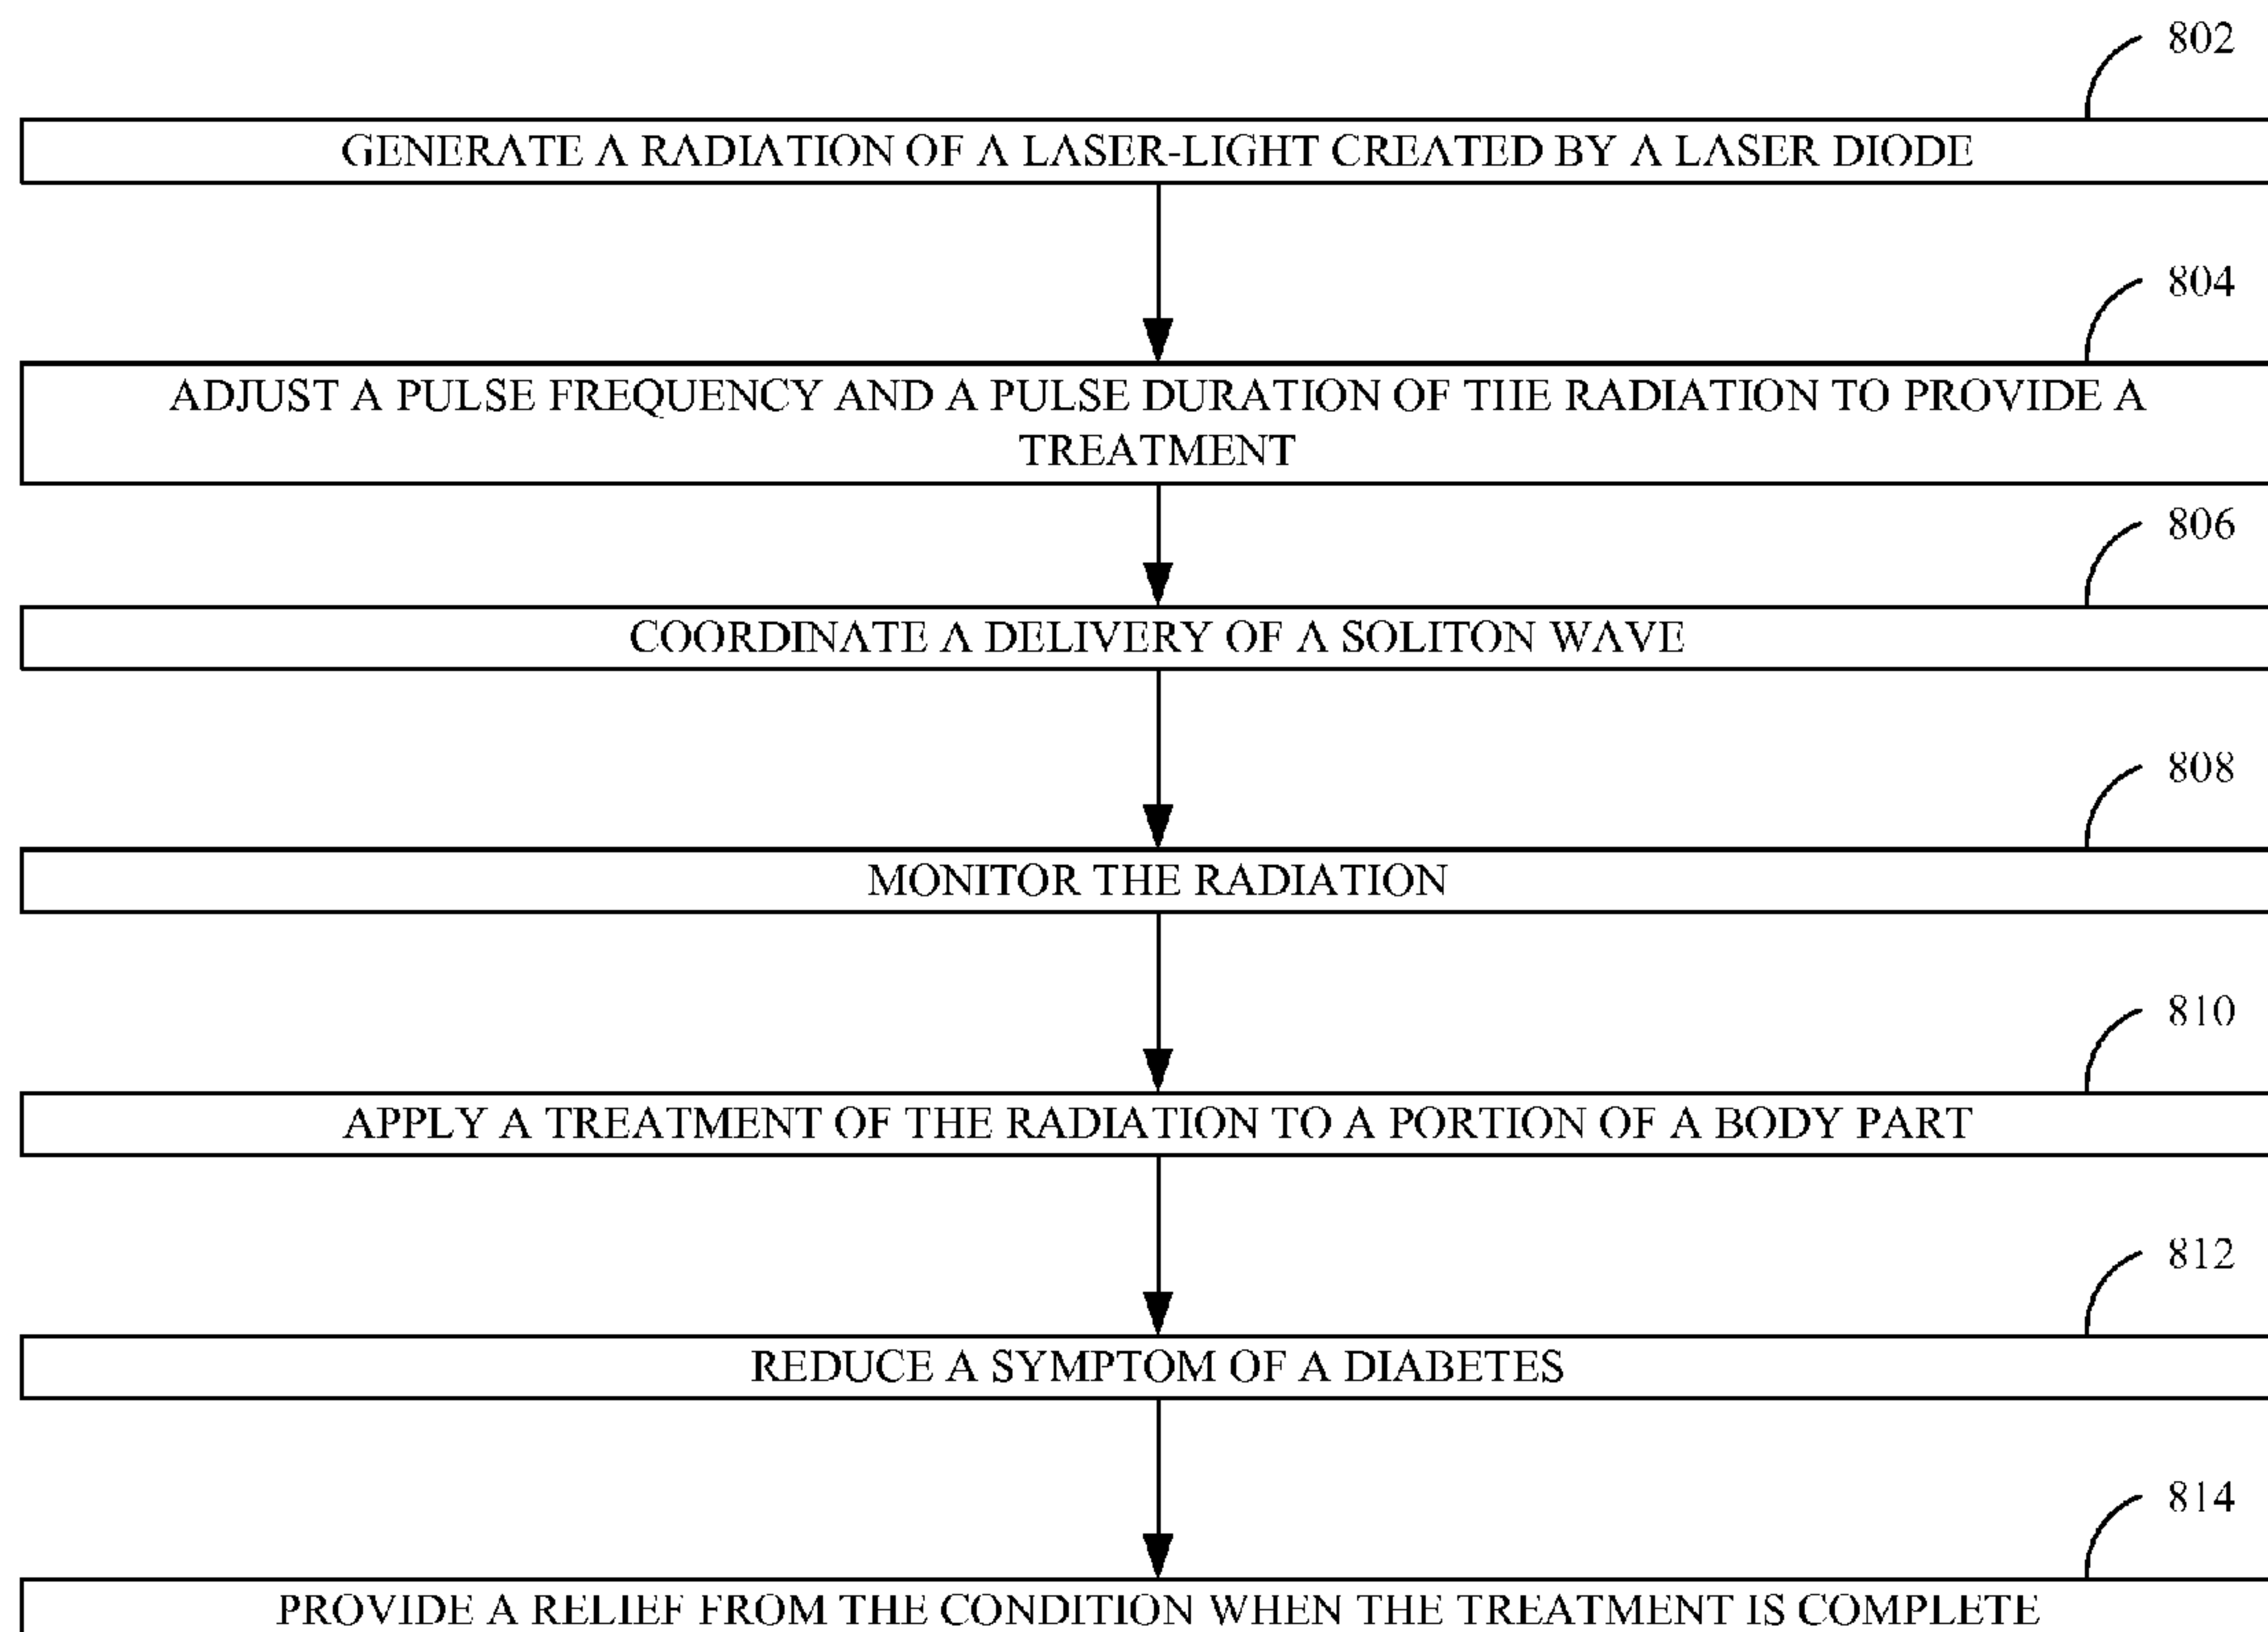 802
GENERATE A RADIATION OF A LASER-LIGHT CREATED BY A LASER DIODE
804
ADJUST A PULSE FREQUENCY AND A PULSE DURATION OF THE RADIATION TO PROVIDE A
TREATMENT
806
COORDINATE A DELIVERY OF A SOLITON WAVE
808
MONITOR THE RADIATION
810
APPLY A TREATMENT OF THE RADIATION TO A PORTION OF A BODY PART
812
REDUCE A SYMPTOM OF A DIABETES
814
PROVIDE A RELIEF FROM THE CONDITION WHEN THE TREATMENT IS COMPLETE